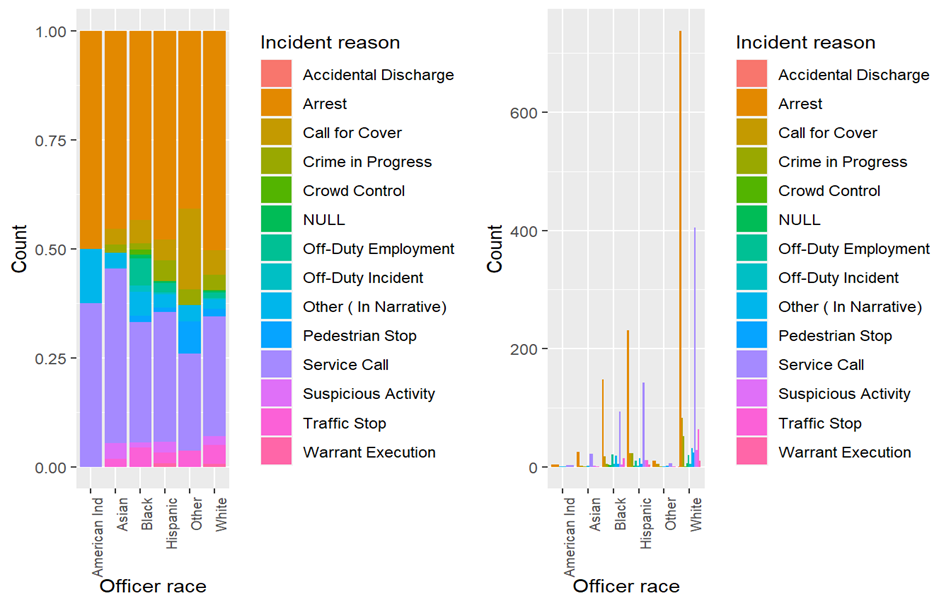 1.00
0.75
0.50
0.25
0.00
Count
American Ind
Asian
Black
Hispanic
Other
White
Officer race
Incident reason
Accidental Discharge
Arrest
Call for Cover
Crime in Progress
Crowd Control
NULL
Off-Duty Employment
Off-Duty Incident
Other ( In Narrative)
Pedestrian Stop
Service Call
Suspicious Activity
Traffic Stop
Warrant Execution
600
400
200
0
Count
American Ind
Asian
Black
Hispanic
Other
White
Officer race
Incident reason
Accidental Discharge
Arrest
Call for Cover
Crime in Progress
Crowd Control
NULL
Off-Duty Employment
Off-Duty Incident
Other ( In Narrative)
Pedestrian Stop
Service Call
Suspicious Activity
Traffic Stop
Warrant Execution